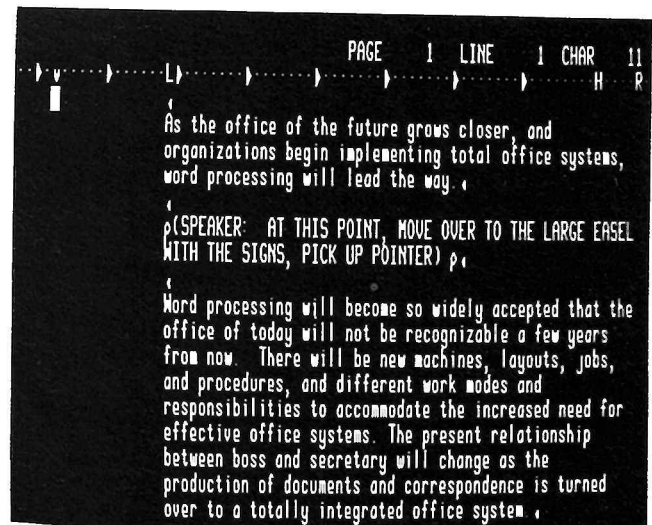 PAGE 1 LINE 1 CHAR 11
L H R
As the office of the future grows closer, and
organizations begin implementing total office systems,
word processing will lead the way.
ρ(SPEAKER: AT THIS POINT, MOVE OVER TO THE LARGE EASEL
WITH THE SIGNS, PICK UP POINTER) ρ
Word processing will become so widely accepted that the
office of today will not be recognizable a few years
from now. There will be new machines, layouts, jobs,
and procedures, and different work modes and
responsibilities to accommodate the increased need for
effective office systems. The present relationship
between boss and secretary will change as the
production of documents and correspondence is turned
over to a totally integrated office system.